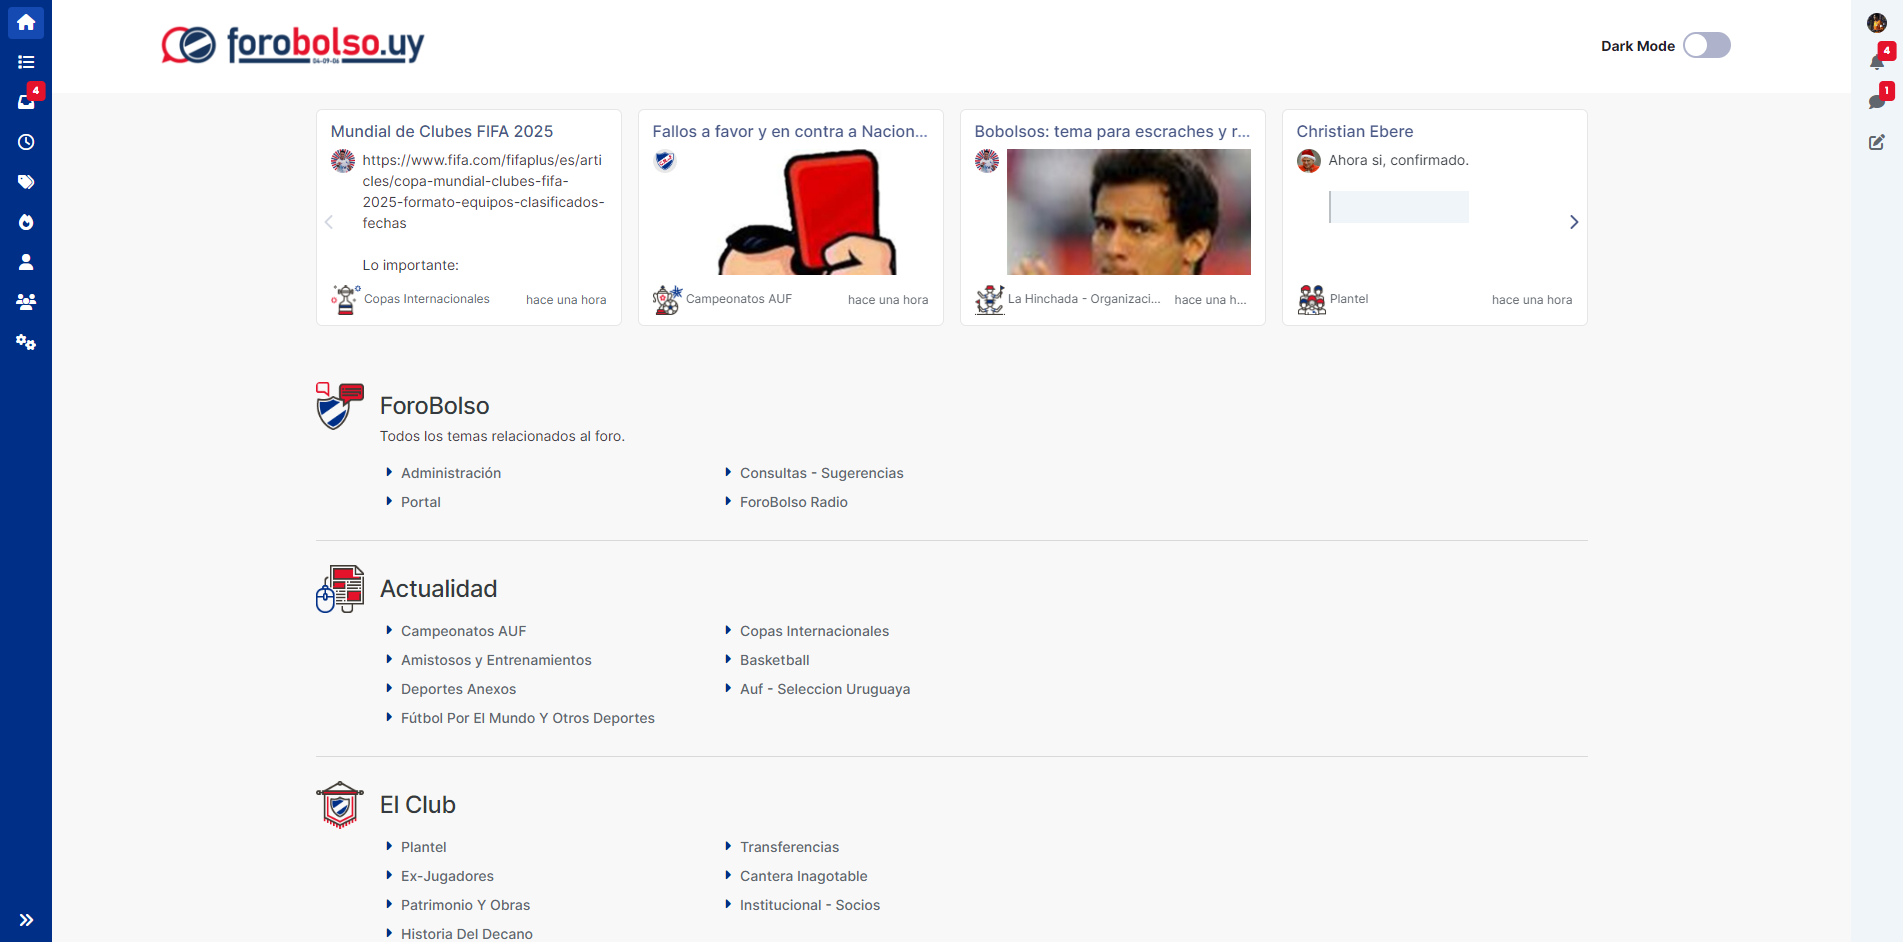 forobolso.uy
04-09-06
Dark Mode
4
4
1
Mundial de Clubes FIFA 2025
https://www.fifa.com/fifaplus/es/arti
cles/copa-mundial-clubes-fifa-
2025-formato-equipos-clasificados-
fechas
Lo importante:
Copas Internacionales
hace una hora
Fallos a favor y en contra a Nacion...
Campeonatos AUF
hace una hora
Bobolsos: tema para escraches y r...
La Hinchada - Organizaci...
hace una h...
Christian Ebere
Ahora si, confirmado.
Plantel
hace una hora
ForoBolso
Todos los temas relacionados al foro.
Administración
Consultas - Sugerencias
Portal
ForoBolso Radio
Actualidad
Campeonatos AUF
Copas Internacionales
Amistosos y Entrenamientos
Basketball
Deportes Anexos
Auf - Seleccion Uruguaya
Fútbol Por El Mundo Y Otros Deportes
El Club
Plantel
Transferencias
Ex-Jugadores
Cantera Inagotable
Patrimonio Y Obras
Institucional - Socios
Historia Del Decano